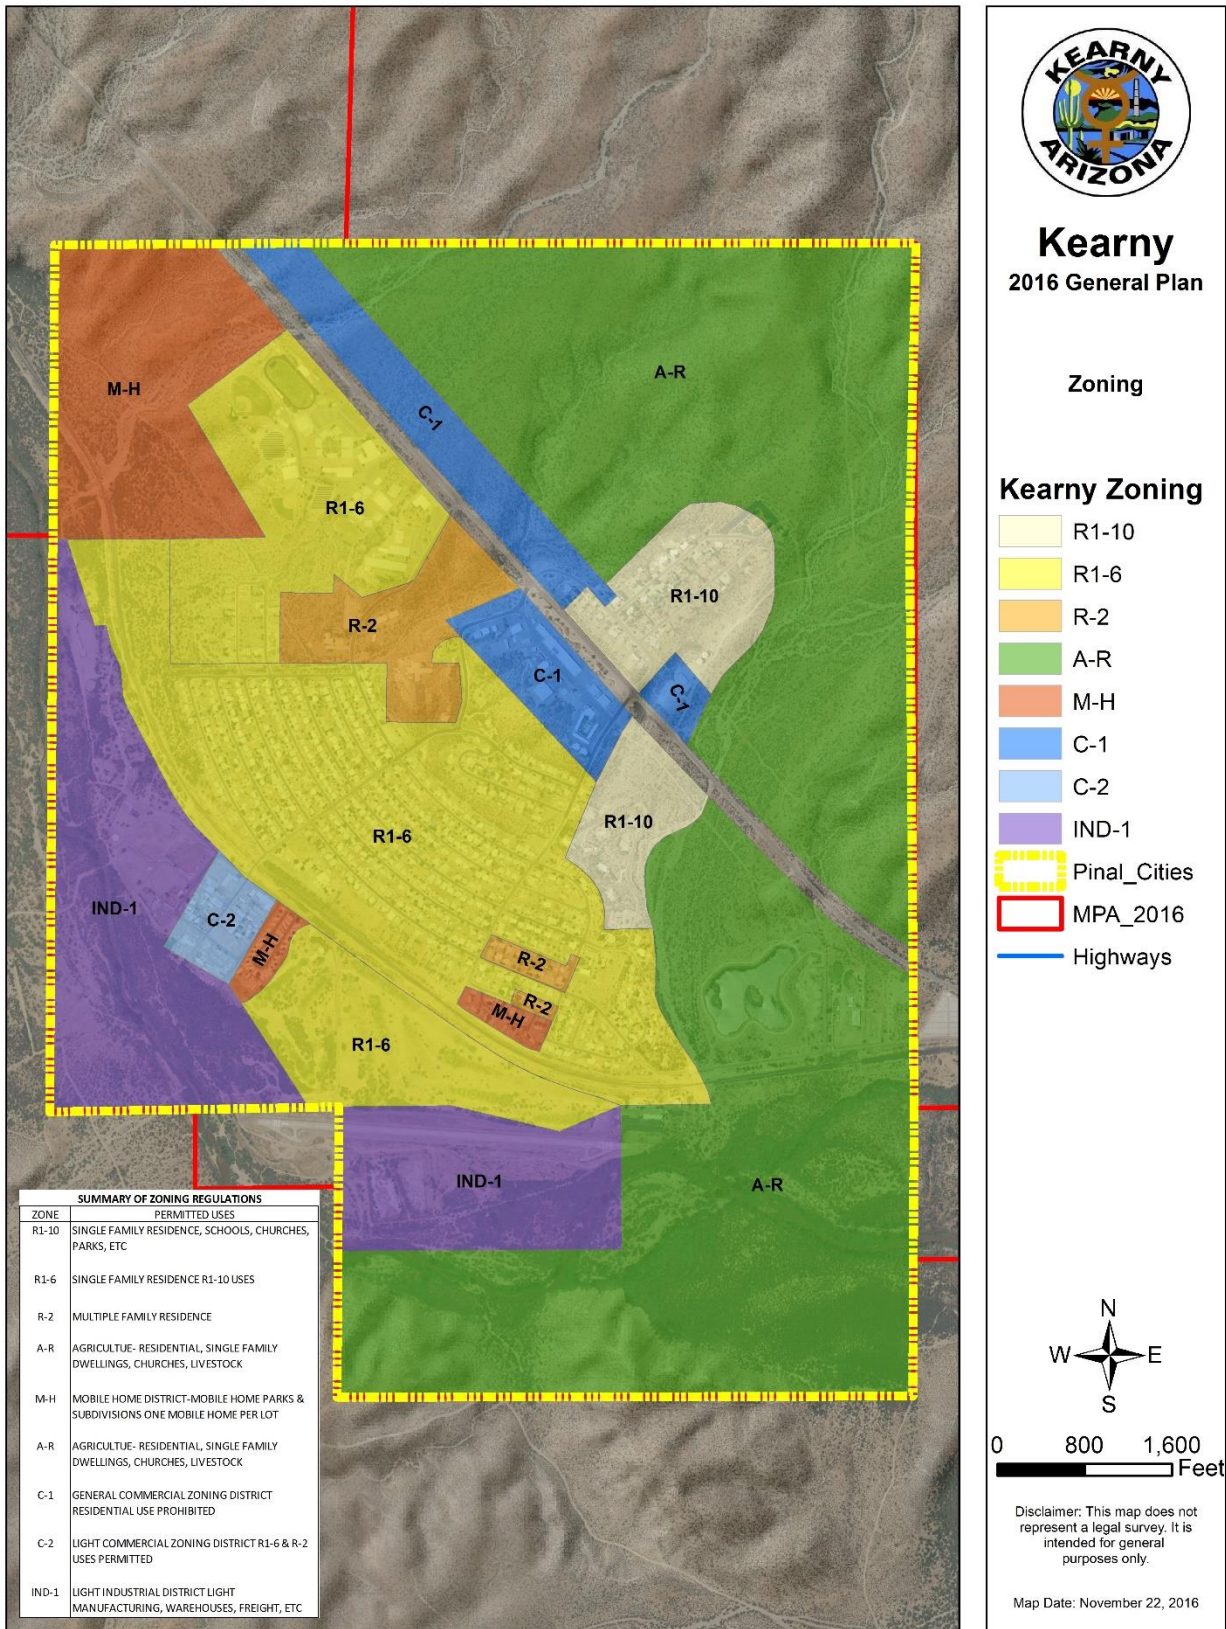 M-H
C-1
A-R
R1-6
R1-10
R-2
C-1
C-1
R1-10
R1-6
IND-1
C-2
M-H
R-2
R-2
M-H
R1-6
IND-1
A-R
SUMMARY OF ZONING REGULATIONS
ZONE PERMITTED USES
R1-10 SINGLE FAMILY RESIDENCE, SCHOOLS, CHURCHES,
PARKS, ETC
R1-6 SINGLE FAMILY RESIDENCE R1-10 USES
R-2 MULTIPLE FAMILY RESIDENCE
A-R AGRICULTUE- RESIDENTIAL, SINGLE FAMILY
DWELLINGS, CHURCHES, LIVESTOCK
M-H MOBILE HOME DISTRICT-MOBILE HOME PARKS &
SUBDIVISIONS ONE MOBILE HOME PER LOT
A-R AGRICULTUE- RESIDENTIAL, SINGLE FAMILY
DWELLINGS, CHURCHES, LIVESTOCK
C-1 GENERAL COMMERCIAL ZONING DISTRICT
RESIDENTIAL USE PROHIBITED
C-2 LIGHT COMMERCIAL ZONING DISTRICT R1-6 & R-2
USES PERMITTED
IND-1 LIGHT INDUSTRIAL DISTRICT LIGHT
MANUFACTURING, WAREHOUSES, FREIGHT, ETC
KEARNY
ARIZONA
Kearny
2016 General Plan
Zoning
Kearny Zoning
R1-10
R1-6
R-2
A-R
M-H
C-1
C-2
IND-1
Pinal_Cities
MPA_2016
Highways
N
W E
S
0 800 1,600
Feet
Disclaimer: This map does not
represent a legal survey. It is
intended for general
purposes only.
Map Date: November 22, 2016